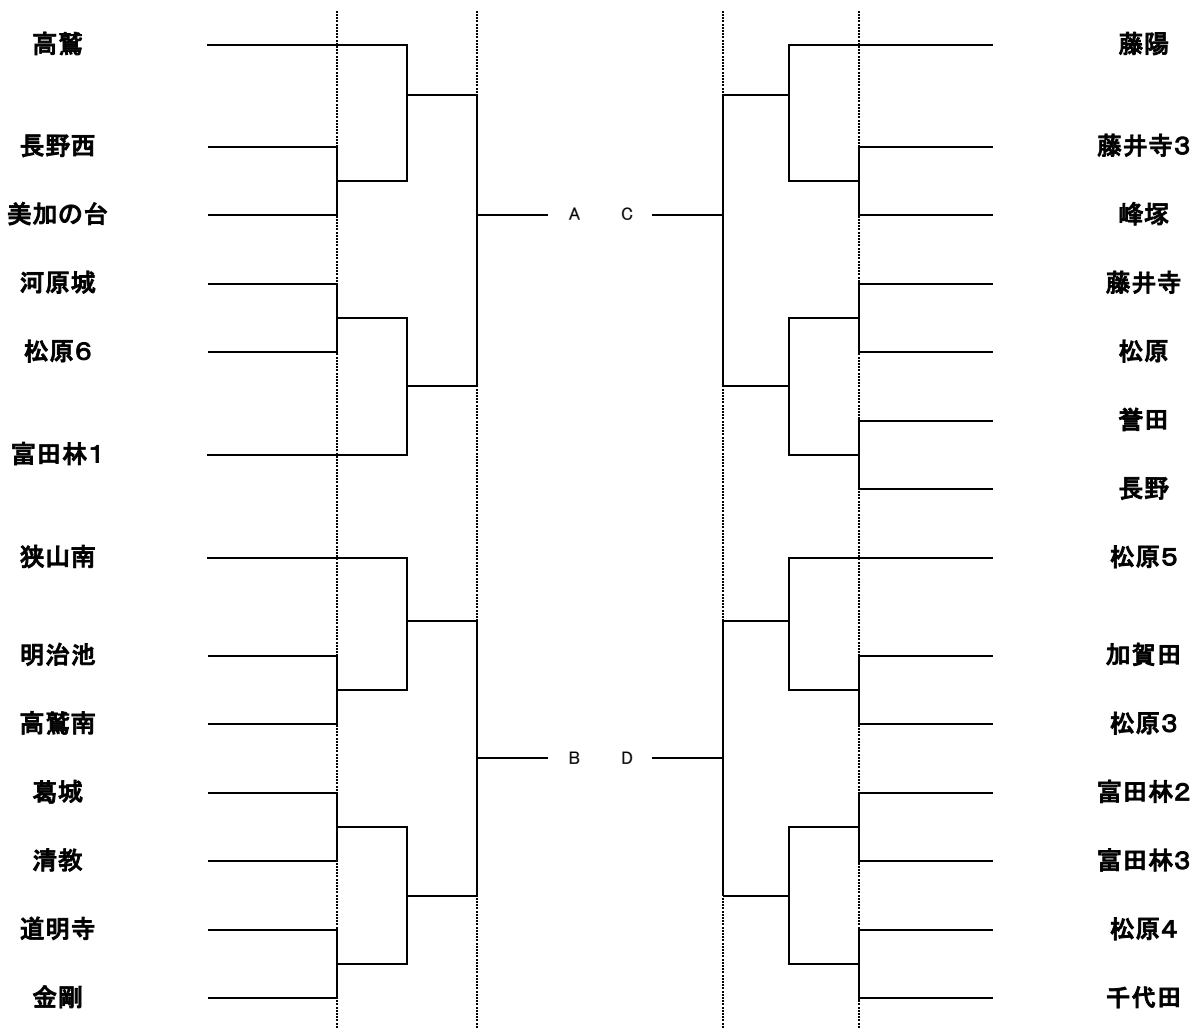 高鷲
長野西
美加の台
河原城
松原６
富田林１
狭山南
明治池
高鷲南
葛城
清教
道明寺
金剛
A
B
C
D
藤陽
藤井寺３
峰塚
藤井寺
松原
誉田
長野
松原５
加賀田
松原３
富田林２
富田林３
松原４
千代田